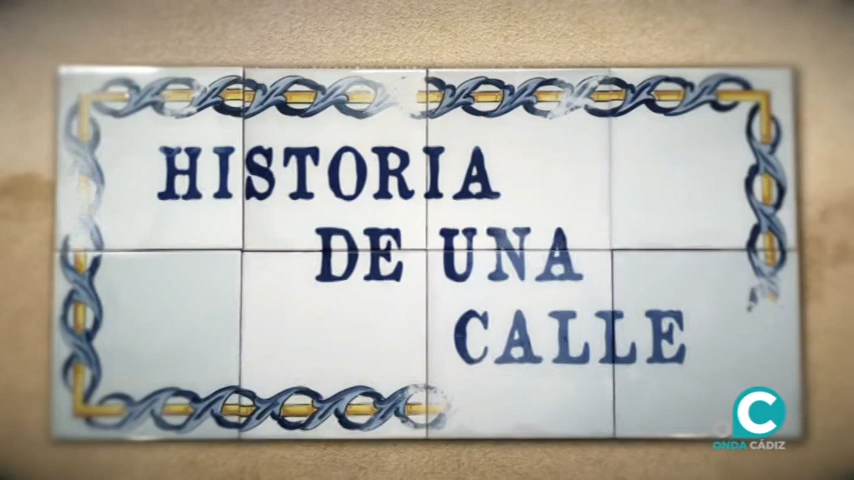 HISTORIA
DE UNA
CALLE
C
ONDA CÁDIZ